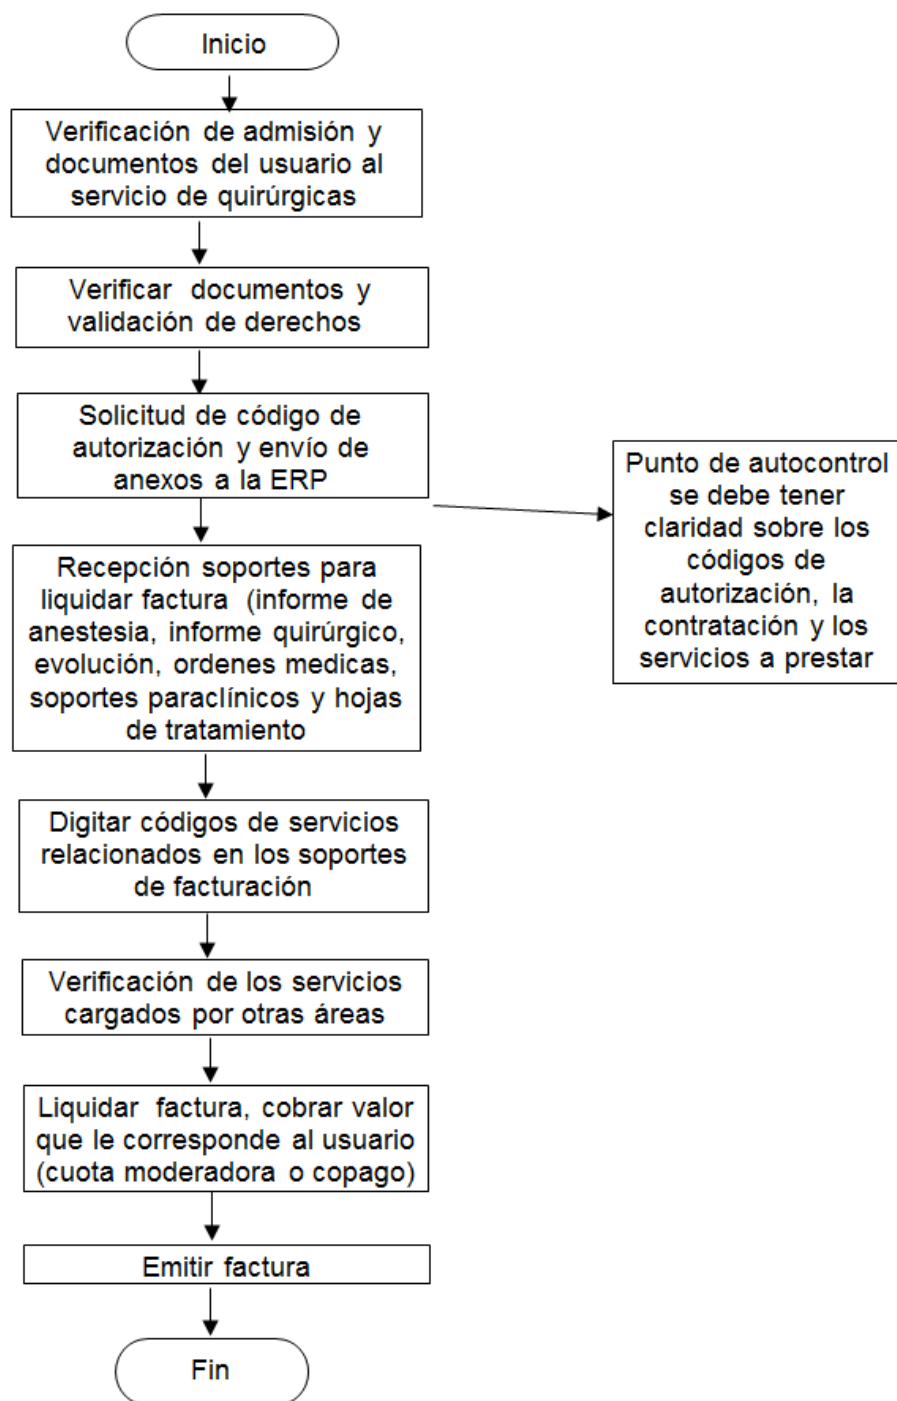 Inicio
Verificación de admisión y
documentos del usuario al
servicio de quirúrgicas
Verificar documentos y
validación de derechos
Solicitud de código de
autorización y envío de
anexos a la ERP
Punto de autocontrol
se debe tener
claridad sobre los
códigos de
autorización, la
contratación y los
servicios a prestar
Recepción soportes para
liquidar factura (informe de
anestesia, informe quirúrgico,
evolución, ordenes medicas,
soportes paraclínicos y hojas
de tratamiento
Digitar códigos de servicios
relacionados en los soportes
de facturación
Verificación de los servicios
cargados por otras áreas
Liquidar factura, cobrar valor
que le corresponde al usuario
(cuota moderadora o copago)
Emitir factura
Fin